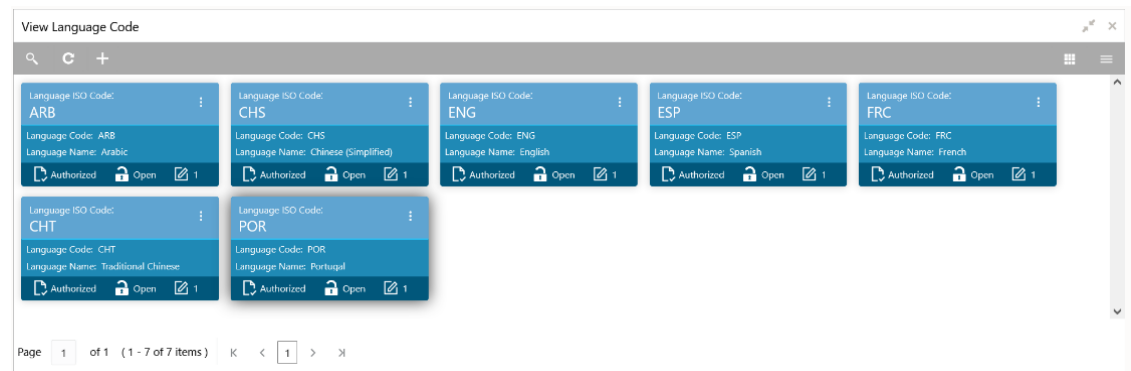 View Language Code
Language ISO Code:
ARB
Language Code: ARB
Language Name: Arabic
Authorized Open 1
Language ISO Code:
CHS
Language Code: CHS
Language Name: Chinese (Simplified)
Authorized Open 1
Language ISO Code:
ENG
Language Code: ENG
Language Name: English
Authorized Open 1
Language ISO Code:
ESP
Language Code: ESP
Language Name: Spanish
Authorized Open 1
Language ISO Code:
FRC
Language Code: FRC
Language Name: French
Authorized Open 1
Language ISO Code:
CHT
Language Code: CHT
Language Name: Traditional Chinese
Authorized Open 1
Language ISO Code:
POR
Language Code: POR
Language Name: Portugal
Authorized Open 1
Page 1 of 1 ( 1 - 7 of 7 items ) 1